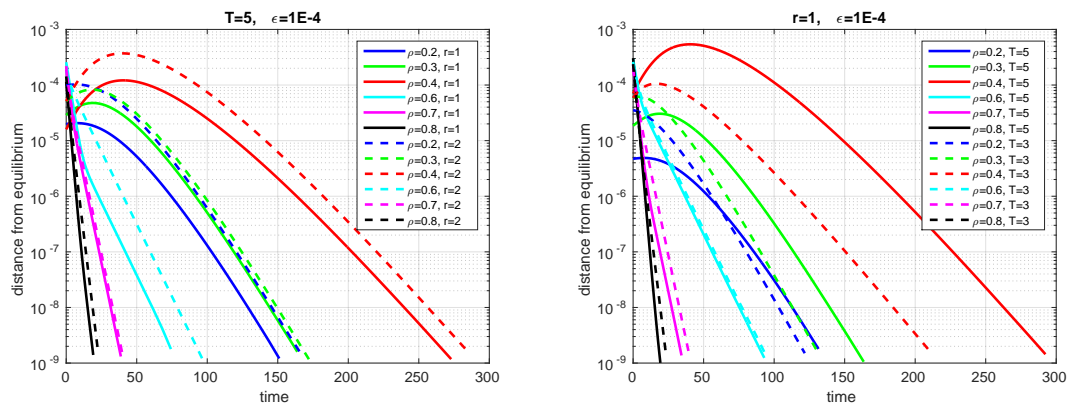 T=5, ϵ=1E-4
distance from equilibrium
10^-3
10^-4
10^-5
10^-6
10^-7
10^-8
10^-9
0 50 100 150 200 250 300
time
ρ=0.2, r=1
ρ=0.3, r=1
ρ=0.4, r=1
ρ=0.6, r=1
ρ=0.7, r=1
ρ=0.8, r=1
ρ=0.2, r=2
ρ=0.3, r=2
ρ=0.4, r=2
ρ=0.6, r=2
ρ=0.7, r=2
ρ=0.8, r=2
r=1, ϵ=1E-4
distance from equilibrium
10^-3
10^-4
10^-5
10^-6
10^-7
10^-8
10^-9
0 50 100 150 200 250 300
time
ρ=0.2, T=5
ρ=0.3, T=5
ρ=0.4, T=5
ρ=0.6, T=5
ρ=0.7, T=5
ρ=0.8, T=5
ρ=0.2, T=3
ρ=0.3, T=3
ρ=0.4, T=3
ρ=0.6, T=3
ρ=0.7, T=3
ρ=0.8, T=3